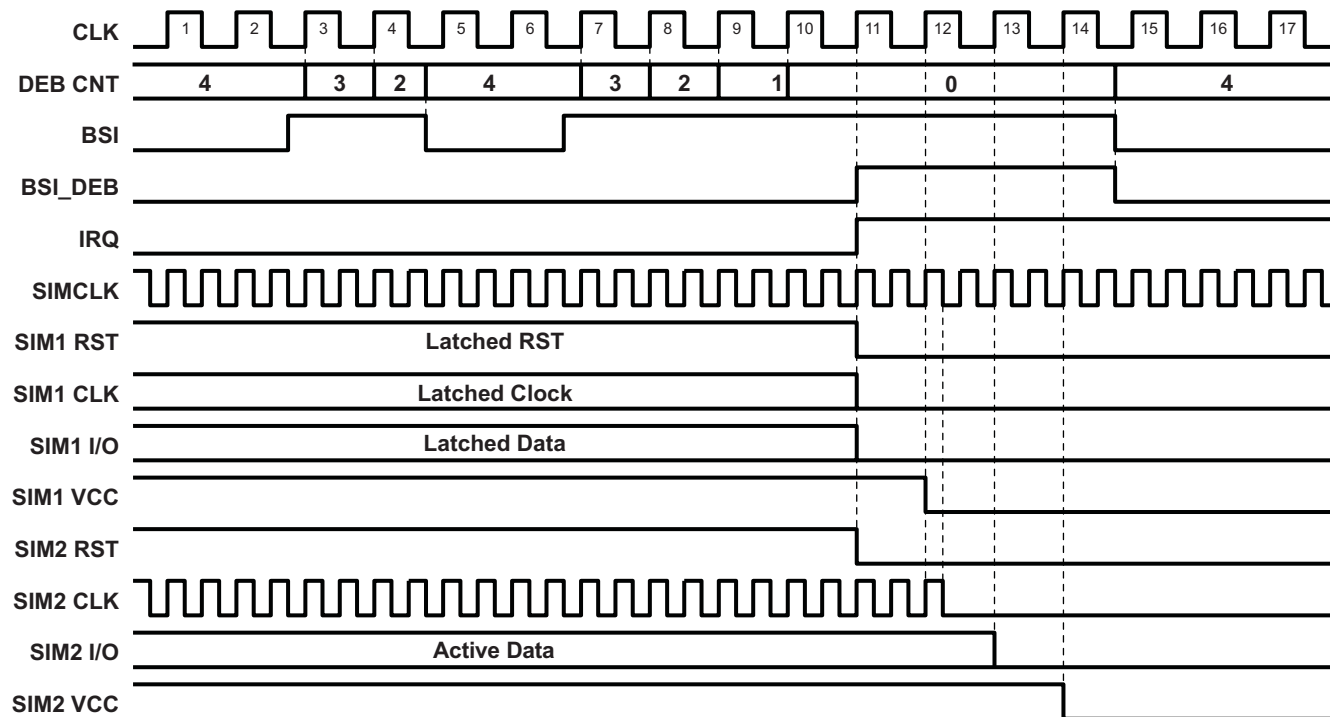 CLK 1 2 3 4 5 6 7 8 9 10 11 12 13 14 15 16 17
DEB CNT 4 3 2 4 3 2 1 0 4
BSI
BSI_DEB
IRQ
SIMCLK
SIM1 RST Latched RST
SIM1 CLK Latched Clock
SIM1 I/O Latched Data
SIM1 VCC
SIM2 RST
SIM2 CLK
SIM2 I/O Active Data
SIM2 VCC